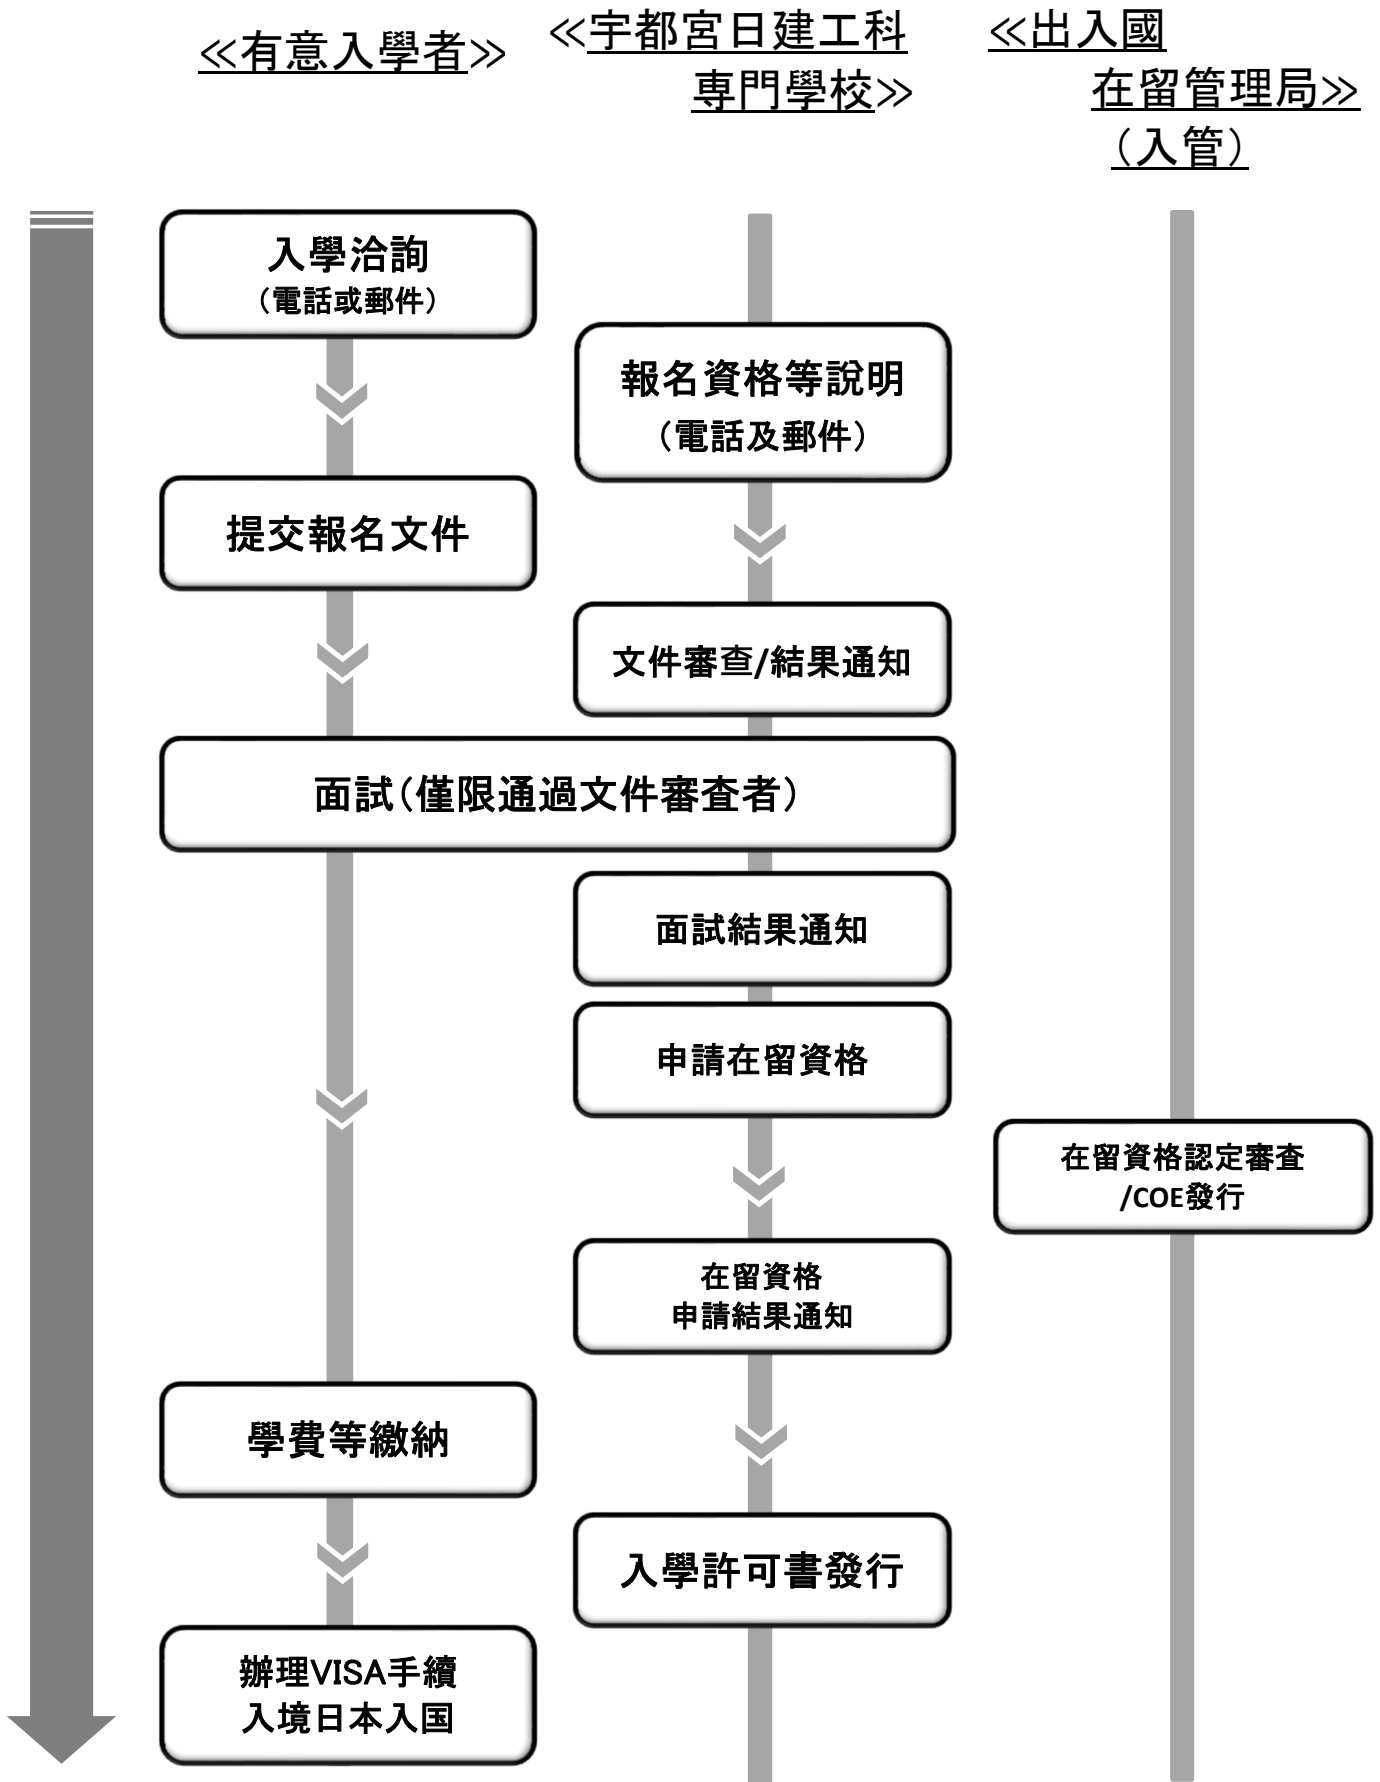 ≪有意入學者≫
≪宇都宮日建工科
専門學校≫
≪出入國
在留管理局≫
（入管）
入學洽詢
（電話或郵件）
報名資格等說明
（電話及郵件）
提交報名文件
文件審查/結果通知
面試（僅限通過文件審査者）
面試結果通知
申請在留資格
在留資格認定審査
/COE發行
在留資格
申請結果通知
學費等繳納
入學許可書發行
辦理VISA手續
入境日本入国